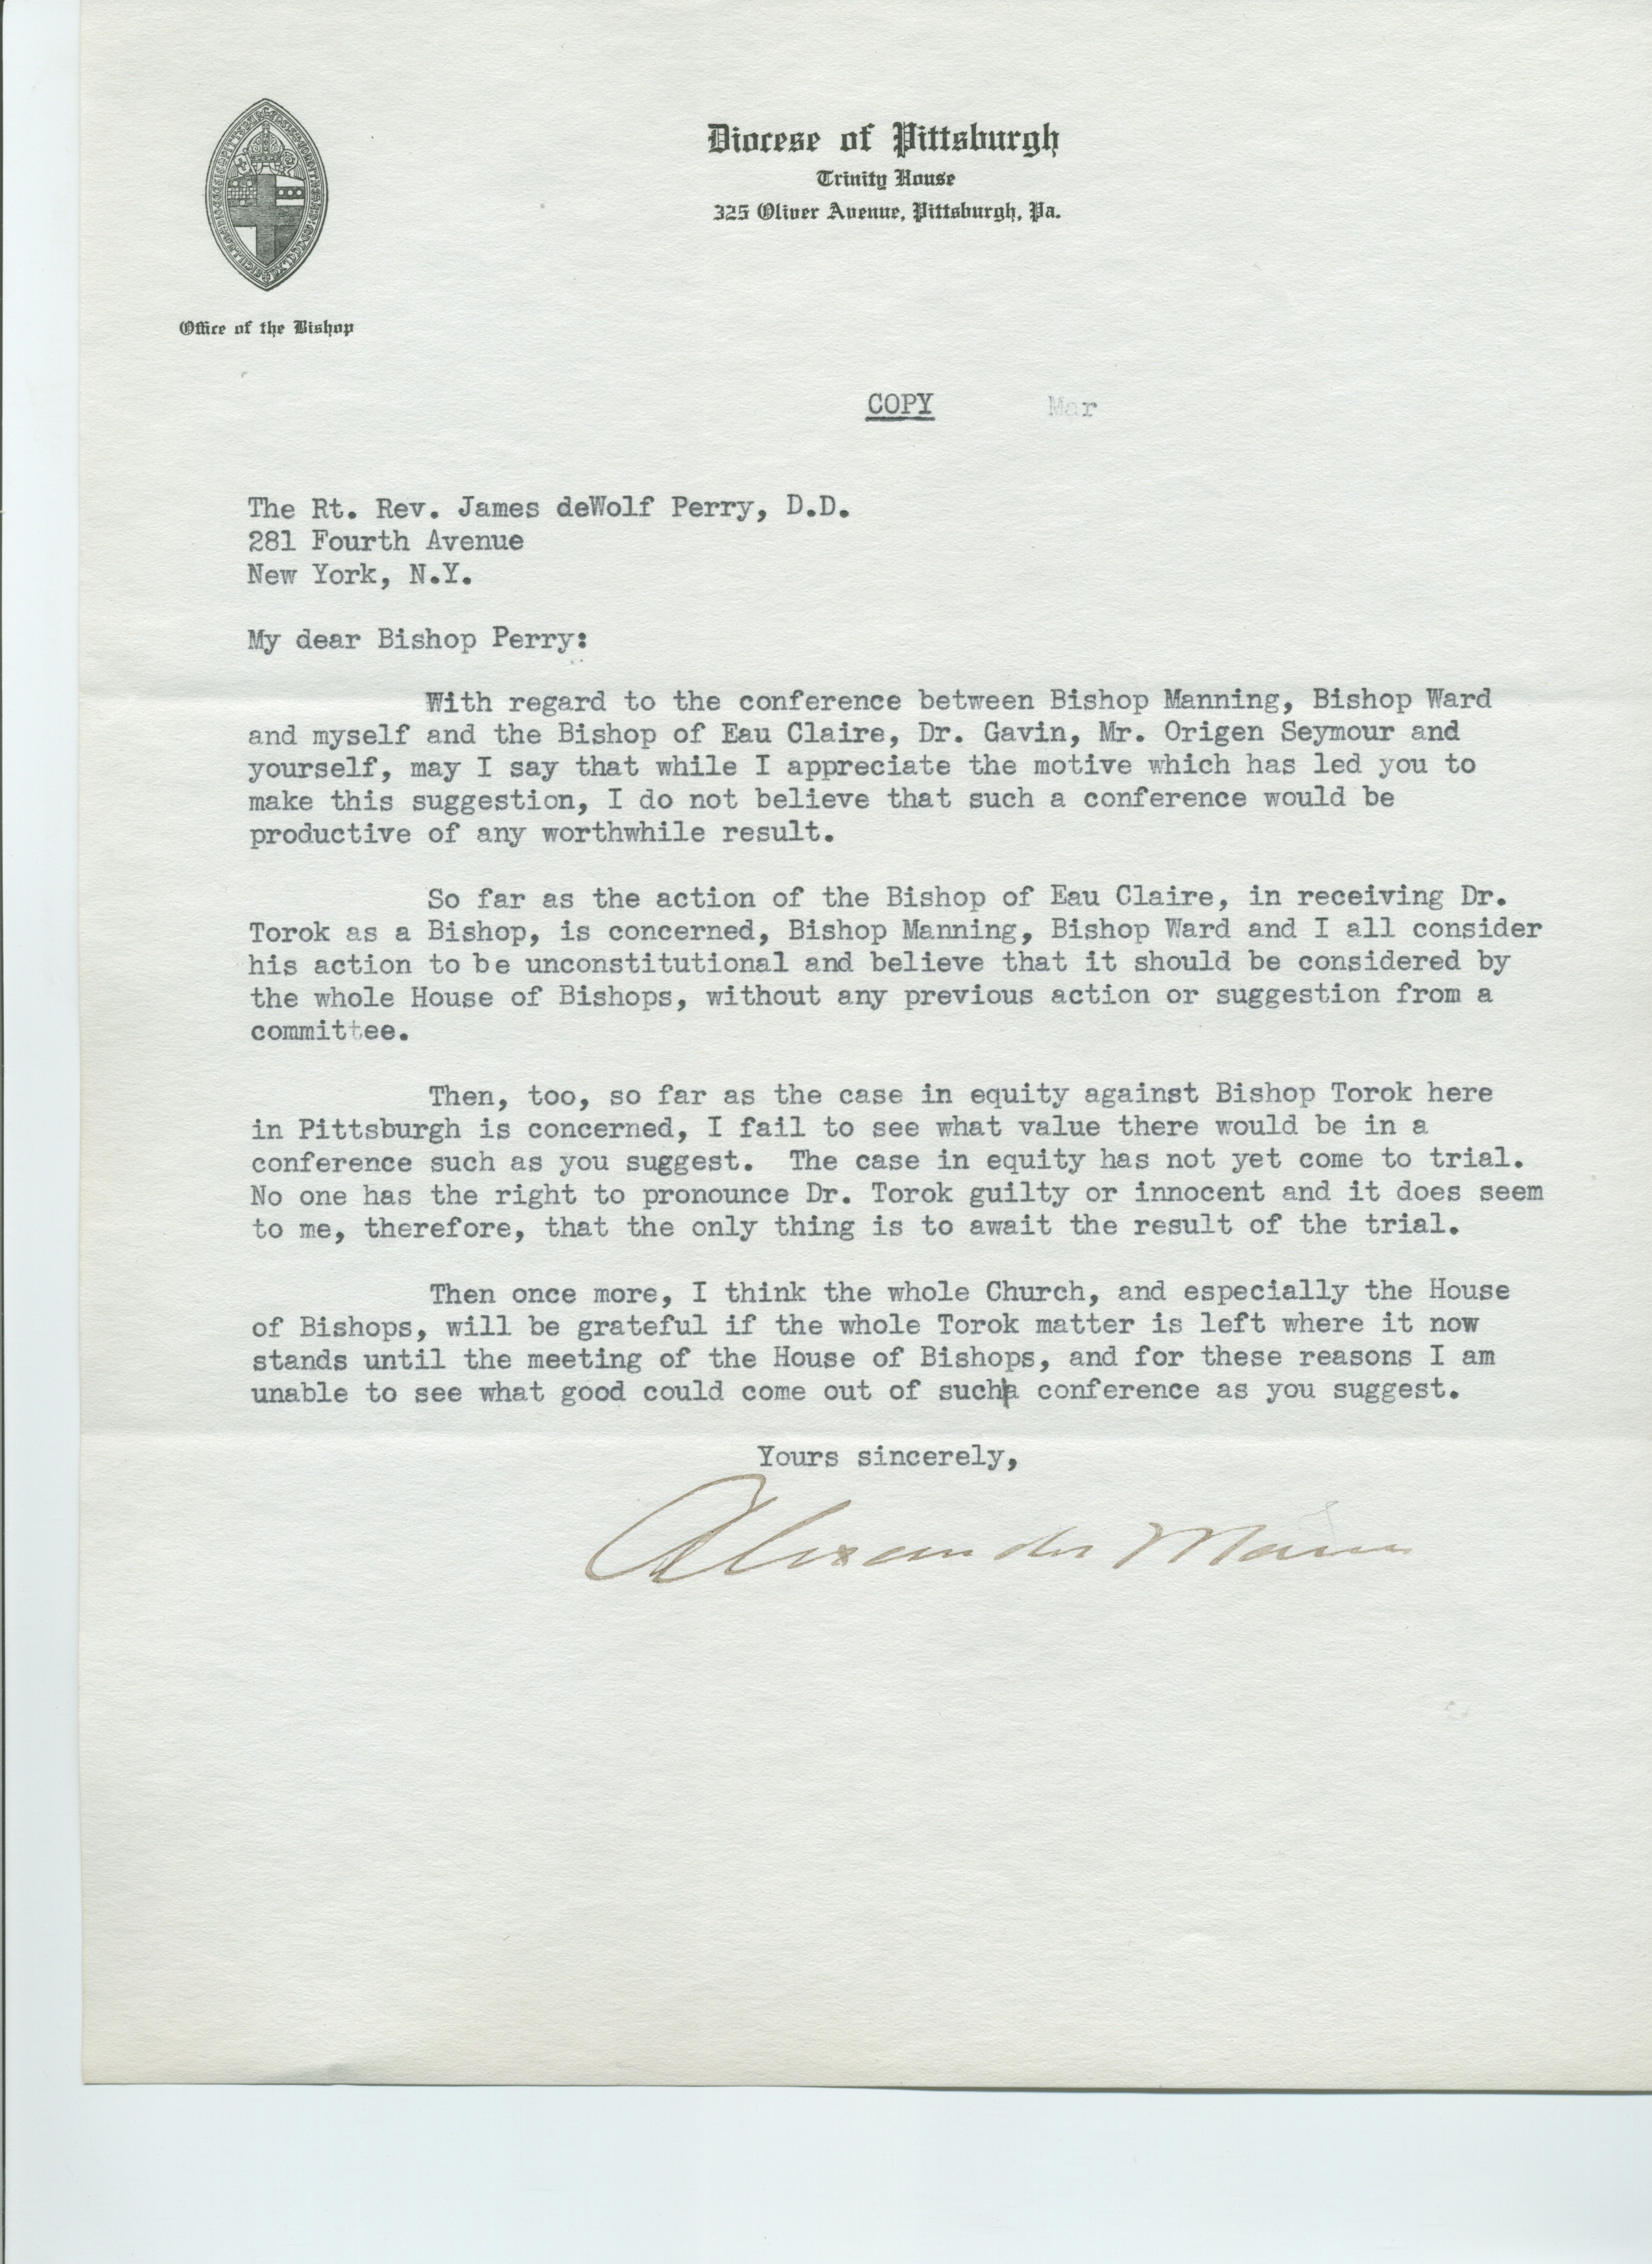 Diocese of Pittsburgh
Trinity House
325 Oliver Avenue, Pittsburgh, Pa.
Office of the Bishop
COPY Mar
The Rt. Rev. James deWolf Perry, D.D.
281 Fourth Avenue
New York, N.Y.
My dear Bishop Perry:
With regard to the conference between Bishop Manning, Bishop Ward
and myself and the Bishop of Eau Claire, Dr. Gavin, Mr. Origen Seymour and
yourself, may I say that while I appreciate the motive which has led you to
make this suggestion, I do not believe that such a conference would be
productive of any worthwhile result.
So far as the action of the Bishop of Eau Claire, in receiving Dr.
Torok as a Bishop, is concerned, Bishop Manning, Bishop Ward and I all consider
his action to be unconstitutional and believe that it should be considered by
the whole House of Bishops, without any previous action or suggestion from a
committee.
Then, too, so far as the case in equity against Bishop Torok here
in Pittsburgh is concerned, I fail to see what value there would be in a
conference such as you suggest. The case in equity has not yet come to trial.
No one has the right to pronounce Dr. Torok guilty or innocent and it does seem
to me, therefore, that the only thing is to await the result of the trial.
Then once more, I think the whole Church, and especially the House
of Bishops, will be grateful if the whole Torok matter is left where it now
stands until the meeting of the House of Bishops, and for these reasons I am
unable to see what good could come out of such|a conference as you suggest.
Yours sincerely,
Alexander Mann